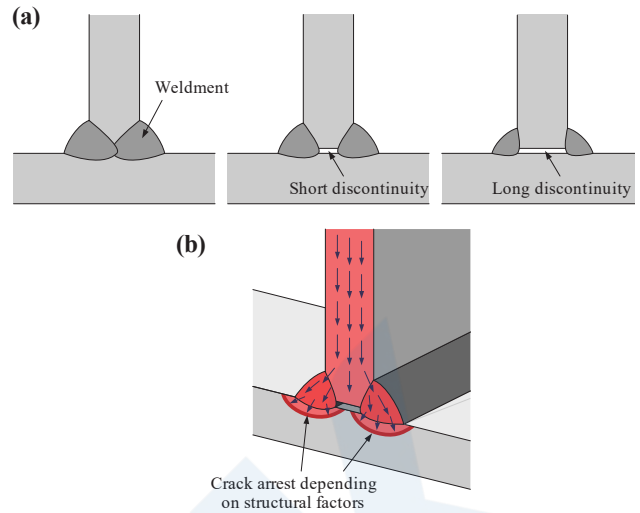 (a)
Weldment
Short discontinuity
Long discontinuity
(b)
Crack arrest depending
on structural factors